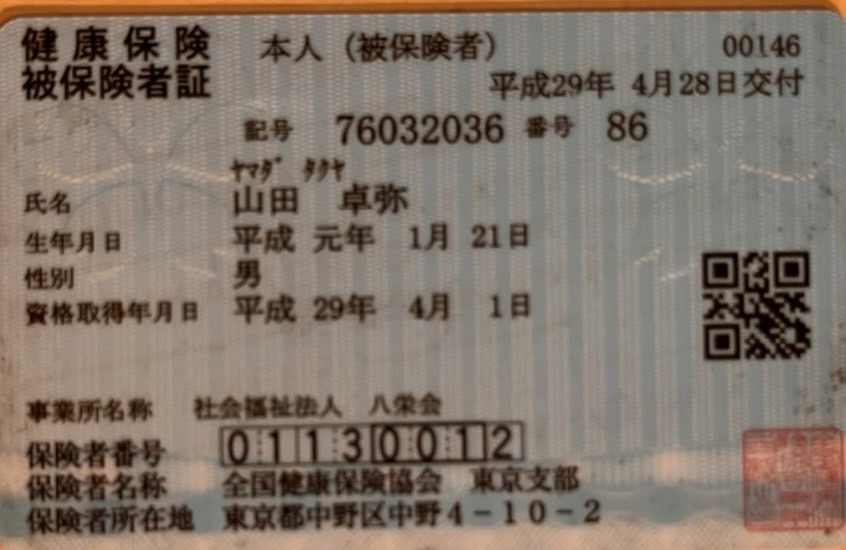 健康保険 本人（被保険者） 00146
被保険者証 平成29年 4月28日交付
記号 76032036 番号 86
ﾔﾏﾀﾞ ﾀｸﾔ
氏名 山田 卓弥
生年月日 平成 元年 1月 21日
性別 男
資格取得年月日 平成 29年 4月 1日
事業所名称 社会福祉法人 八栄会
保険者番号 01130012
保険者名称 全国健康保険協会 東京支部
保険者所在地 東京都中野区中野4-10-2